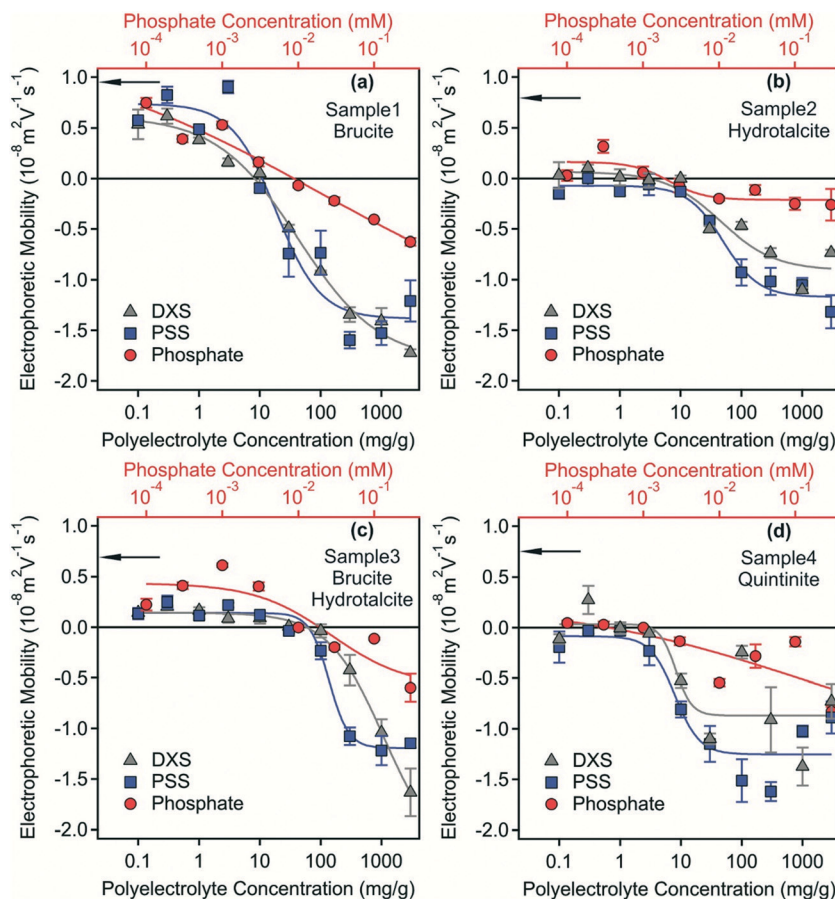 Phosphate Concentration (mM)
10⁻⁴ 10⁻³ 10⁻² 10⁻¹
Electrophoretic Mobility (10⁻⁸ m² V⁻¹ s⁻¹)
1.0
0.5
0.0
-0.5
-1.0
-1.5
-2.0
(a)
Sample1
Brucite
DXS
PSS
Phosphate
0.1 1 10 100 1000
Polyelectrolyte Concentration (mg/g)
Phosphate Concentration (mM)
10⁻⁴ 10⁻³ 10⁻² 10⁻¹
Electrophoretic Mobility (10⁻⁸ m² V⁻¹ s⁻¹)
1.0
0.5
0.0
-0.5
-1.0
-1.5
-2.0
(b)
Sample2
Hydrotalcite
DXS
PSS
Phosphate
0.1 1 10 100 1000
Polyelectrolyte Concentration (mg/g)
Phosphate Concentration (mM)
10⁻⁴ 10⁻³ 10⁻² 10⁻¹
Electrophoretic Mobility (10⁻⁸ m² V⁻¹ s⁻¹)
1.0
0.5
0.0
-0.5
-1.0
-1.5
-2.0
(c)
Sample3
Brucite
Hydrotalcite
DXS
PSS
Phosphate
0.1 1 10 100 1000
Polyelectrolyte Concentration (mg/g)
Phosphate Concentration (mM)
10⁻⁴ 10⁻³ 10⁻² 10⁻¹
Electrophoretic Mobility (10⁻⁸ m² V⁻¹ s⁻¹)
1.0
0.5
0.0
-0.5
-1.0
-1.5
-2.0
(d)
Sample4
Quintinite
DXS
PSS
Phosphate
0.1 1 10 100 1000
Polyelectrolyte Concentration (mg/g)